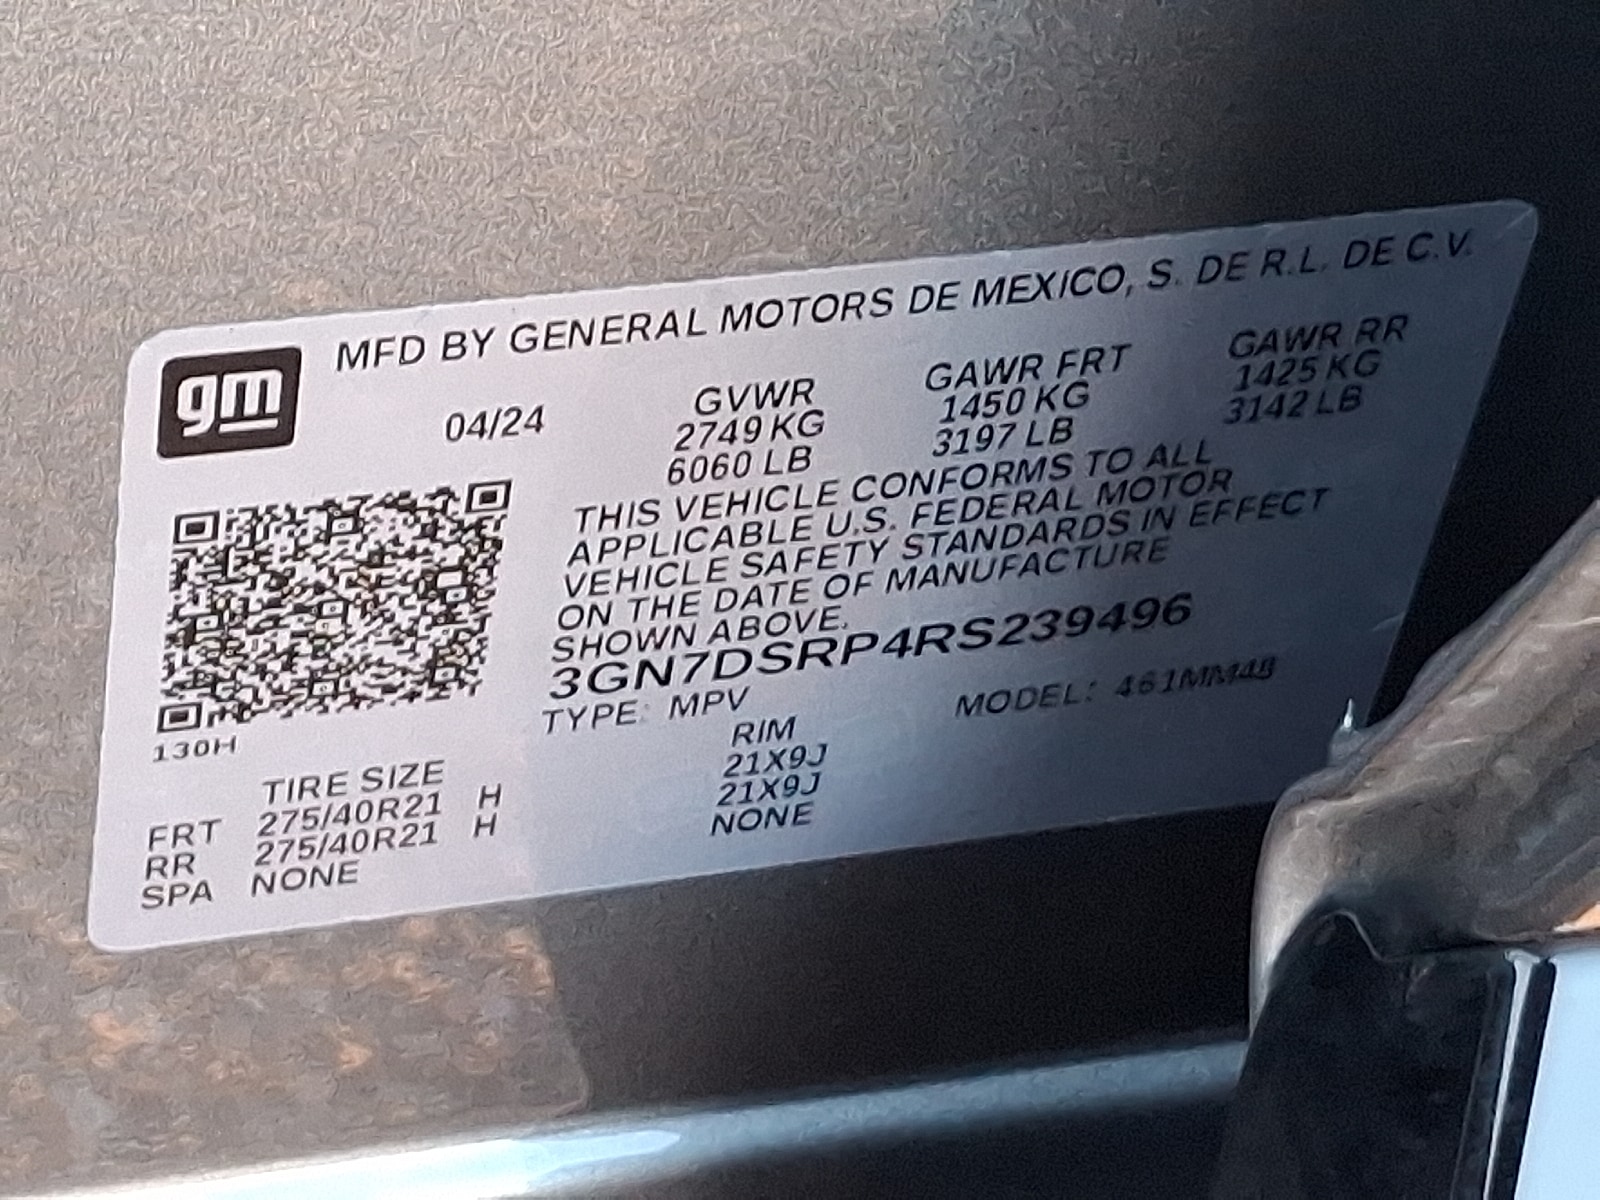 gm
MFD BY GENERAL MOTORS DE MEXICO, S. DE R.L. DE C.V.
04/24
GVWR
2749 KG
6060 LB
GAWR FRT
1450 KG
3197 LB
GAWR RR
1425 KG
3142 LB
THIS VEHICLE CONFORMS TO ALL
APPLICABLE U.S. FEDERAL MOTOR
VEHICLE SAFETY STANDARDS IN EFFECT
ON THE DATE OF MANUFACTURE
SHOWN ABOVE.
3GN7DSRP4RS239496
TYPE: MPV MODEL: 461MM48
130H
TIRE SIZE RIM
FRT 275/40R21 H 21X9J
RR 275/40R21 H 21X9J
SPA NONE NONE